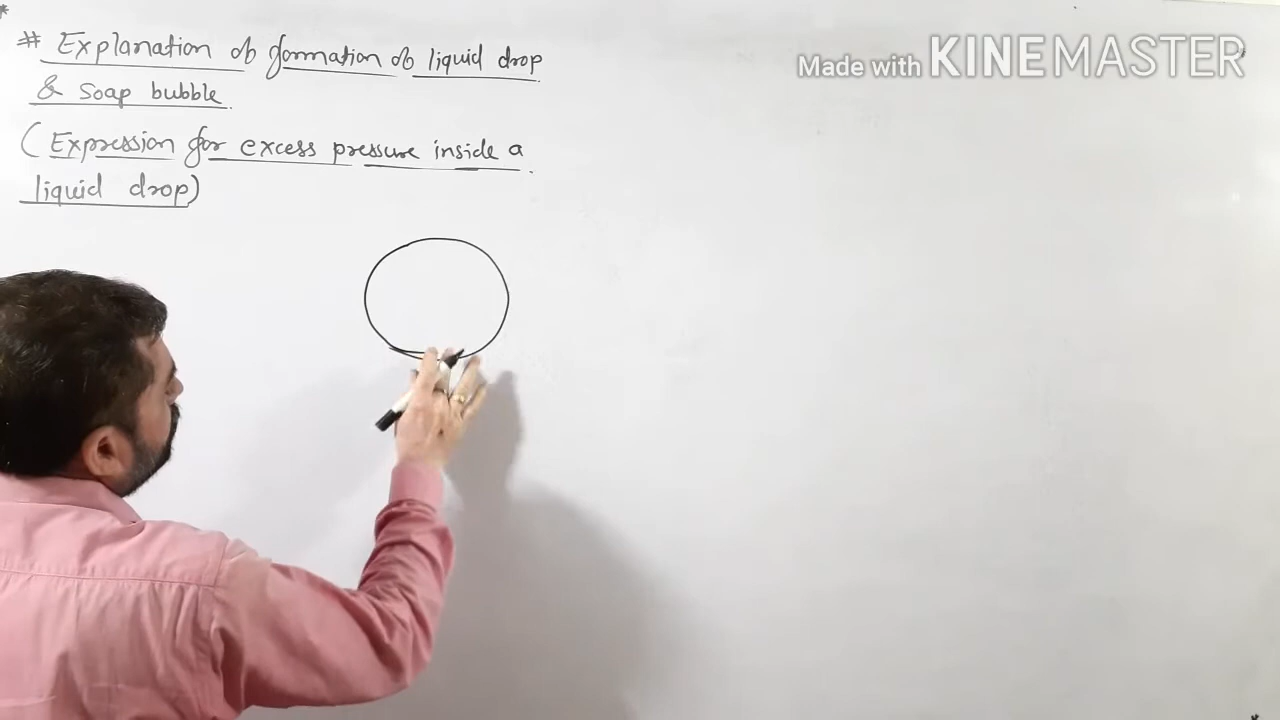 # Explanation of formation of liquid drop
& Soap bubble.
(Expression for excess pressure inside a
liquid drop)
Made with KINEMASTER